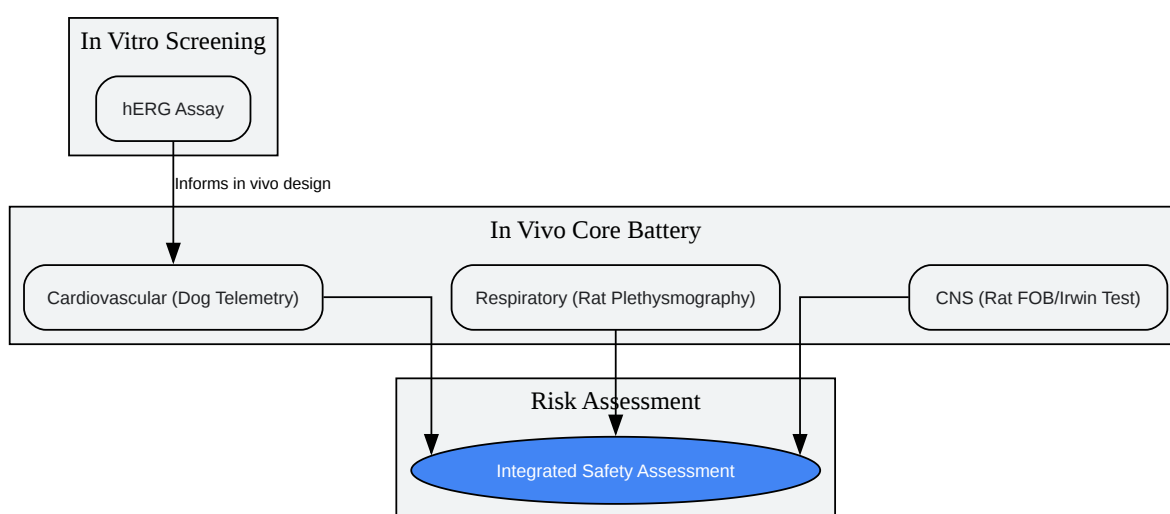 In Vitro Screening
hERG Assay
Informs in vivo design
In Vivo Core Battery
Cardiovascular (Dog Telemetry)
Respiratory (Rat Plethysmography)
CNS (Rat FOB/Irwin Test)
Risk Assessment
Integrated Safety Assessment